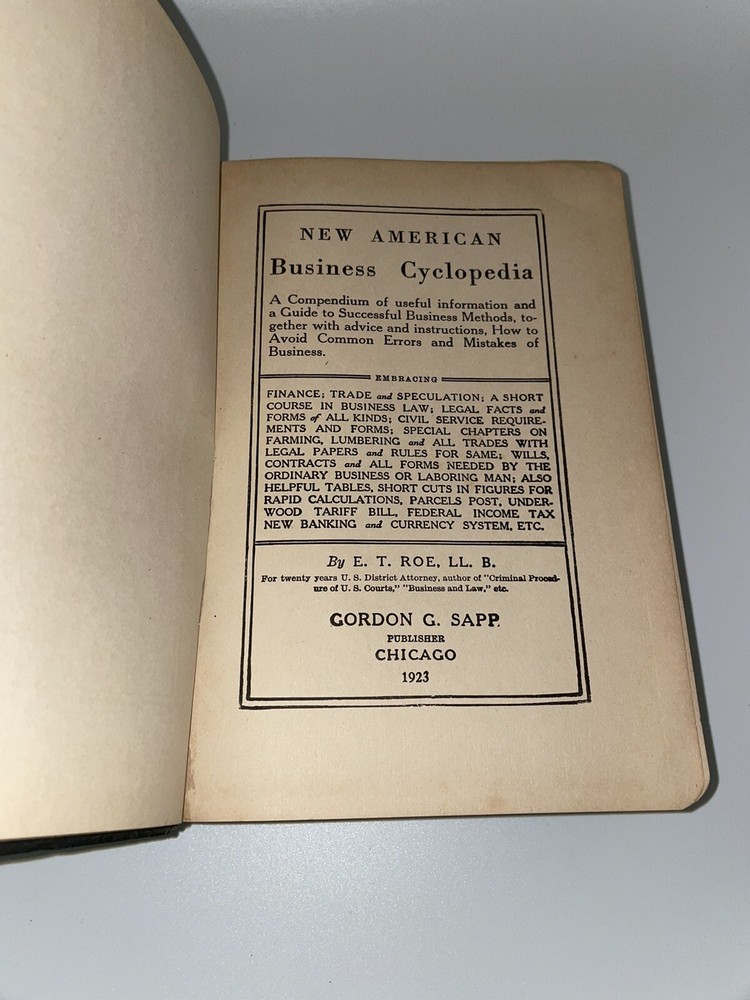 NEW AMERICAN
Business Cyclopedia
A Compendium of useful information and
a Guide to Successful Business Methods, to-
gether with advice and instructions, How to
Avoid Common Errors and Mistakes of
Business.
EMBRACING
FINANCE; TRADE and SPECULATION; A SHORT
COURSE IN BUSINESS LAW; LEGAL FACTS and
FORMS of ALL KINDS; CIVIL SERVICE REQUIRE-
MENTS AND FORMS; SPECIAL CHAPTERS ON
FARMING, LUMBERING and ALL TRADES WITH
LEGAL PAPERS and RULES FOR SAME; WILLS,
CONTRACTS and ALL FORMS NEEDED BY THE
ORDINARY BUSINESS OR LABORING MAN; ALSO
HELPFUL TABLES, SHORT CUTS IN FIGURES FOR
RAPID CALCULATIONS, PARCELS POST, UNDER-
WOOD TARIFF BILL, FEDERAL INCOME TAX
NEW BANKING and CURRENCY SYSTEM, ETC.
By E. T. ROE, LL. B.
For twenty years U. S. District Attorney, author of "Criminal Proced-
ure of U. S. Courts," "Business and Law," etc.
GORDON G. SAPP
PUBLISHER
CHICAGO
1923